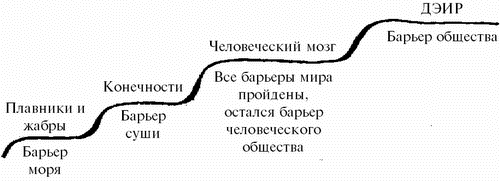 Плавники и
жабры
Барьер
моря
Конечности
Барьер
суши
Человеческий мозг
Все барьеры мира
пройдены,
остался барьер
человеческого
общества
ДЭИР
Барьер общества